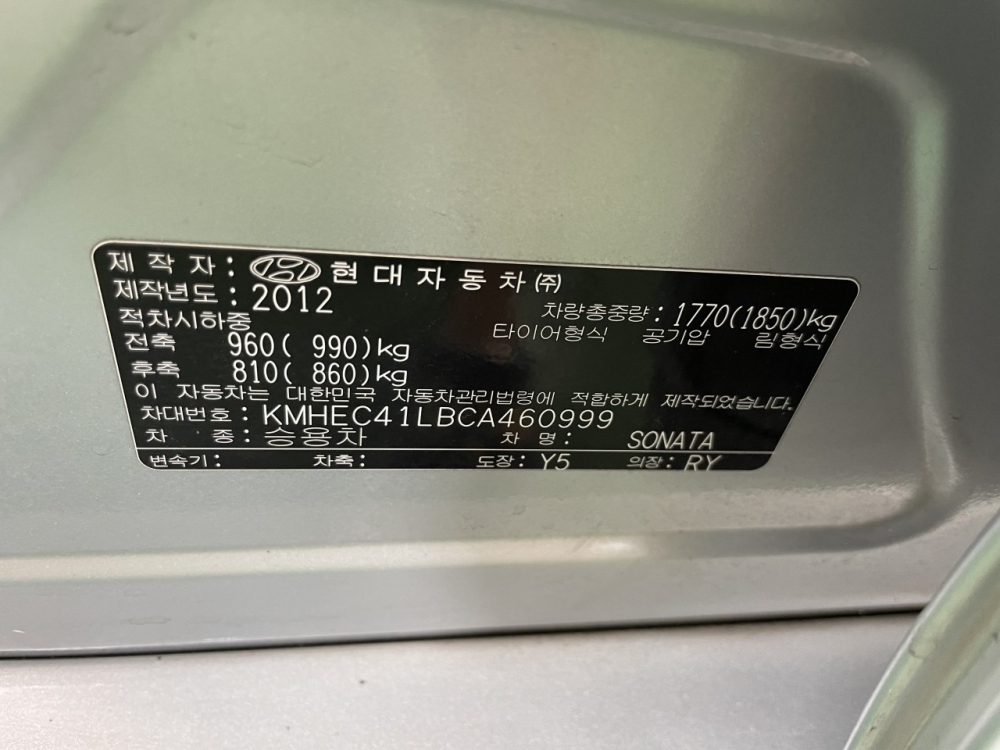 제 작 자 : 현대자동차㈜
제작년도 : 2012 차량총중량 : 1770(1850)kg
적차시하중 타이어형식 공기압 림형식
전축 960( 990)kg
후축 810( 860)kg
이 자동차는 대한민국 자동차관리법령에 적합하게 제작되었습니다.
차대번호 : KMHEC41LBCA460999
차 종 : 승용차 차 명 : SONATA
변속기 : 차축 : 도장 : Y5 의장 : RY